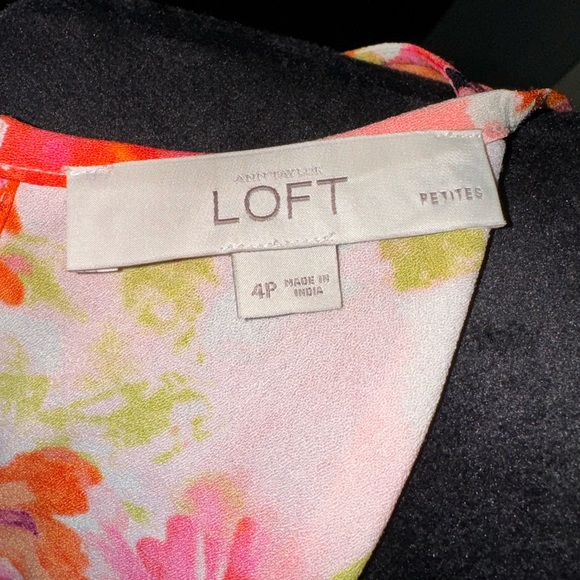 ANN TAYLOR
LOFT
PETITES
4P MADE IN
INDIA